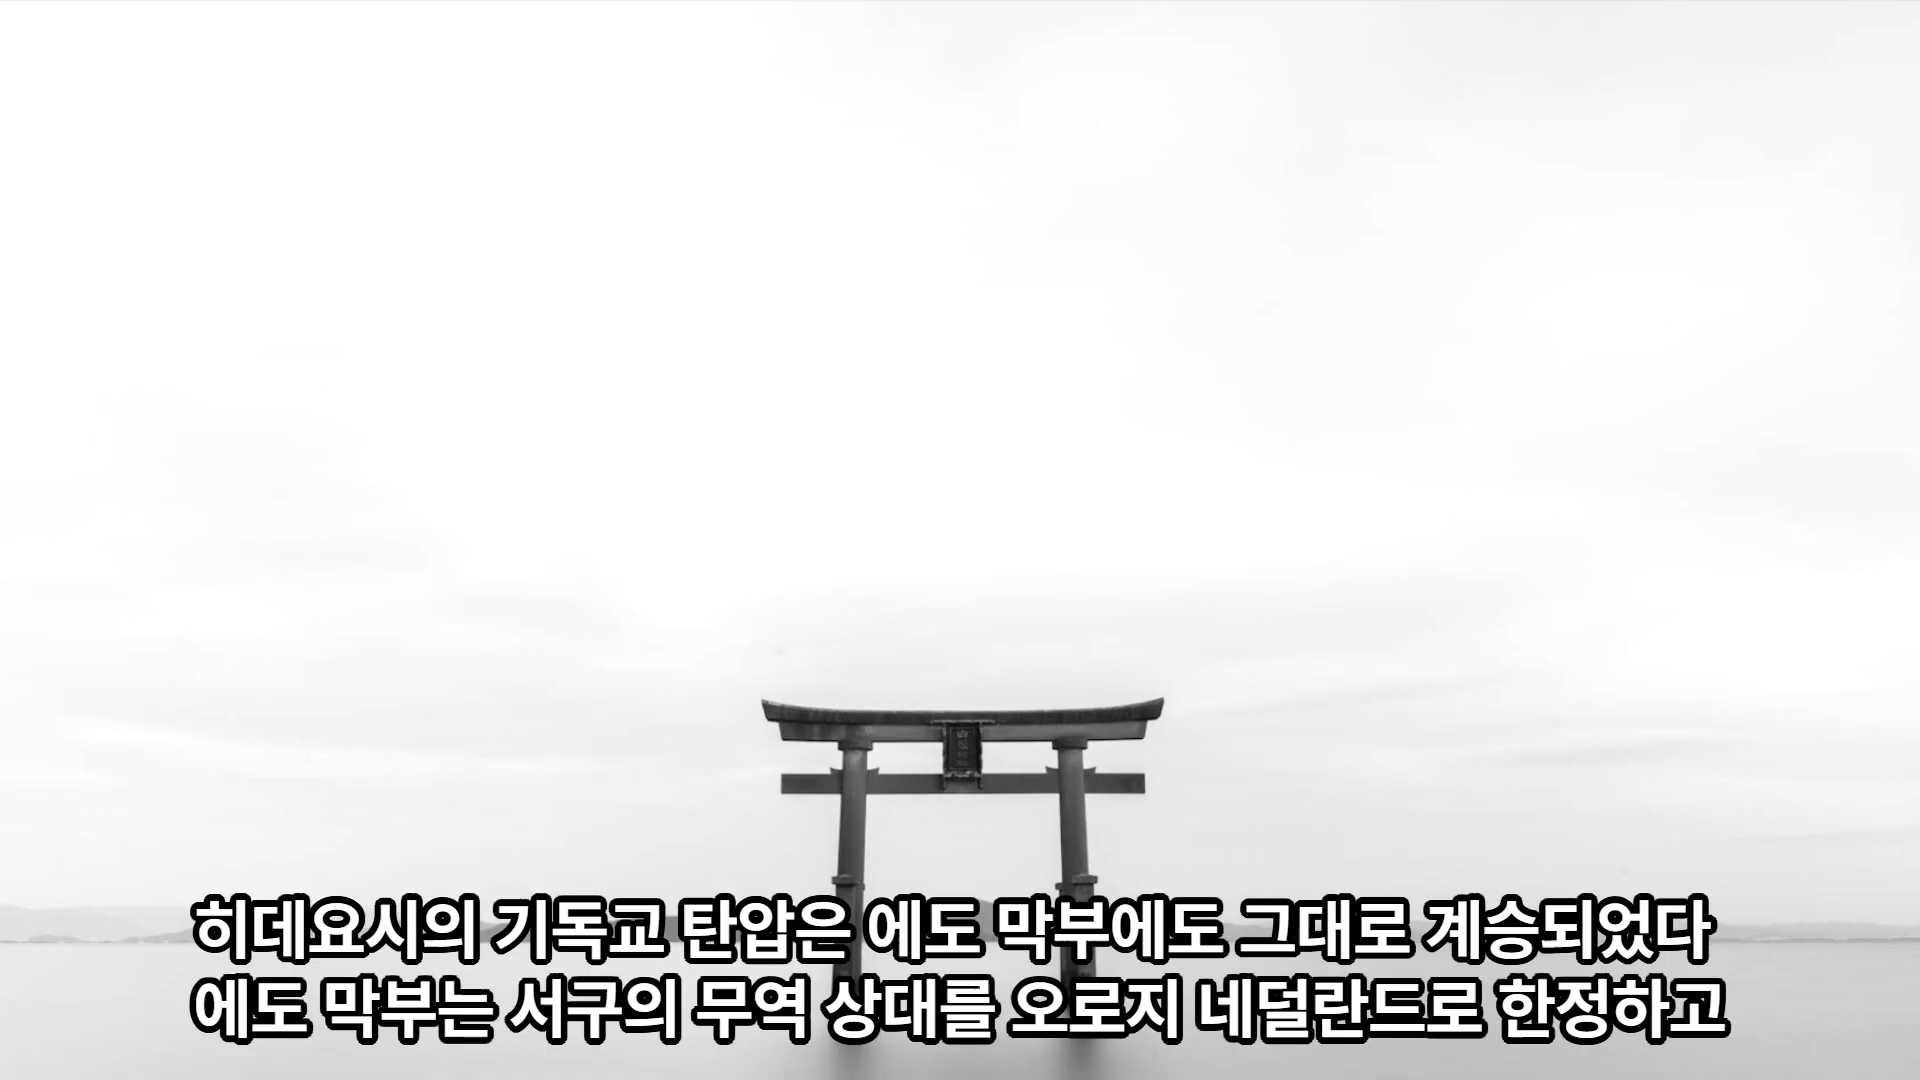 히데요시의 기독교 탄압은 에도 막부에도 그대로 계승되었다
에도 막부는 서구의 무역 상대를 오로지 네덜란드로 한정하고